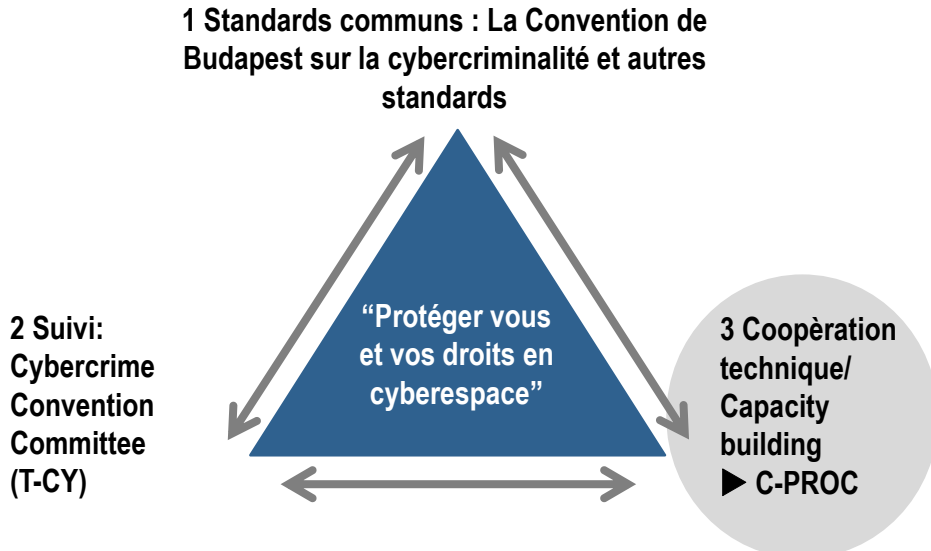 1 Standards communs : La Convention de
Budapest sur la cybercriminalité et autres
standards
“Protéger vous
et vos droits en
cyberespace”
2 Suivi:
Cybercrime
Convention
Committee
(T-CY)
3 Coopèration
technique/
Capacity
building
► C-PROC